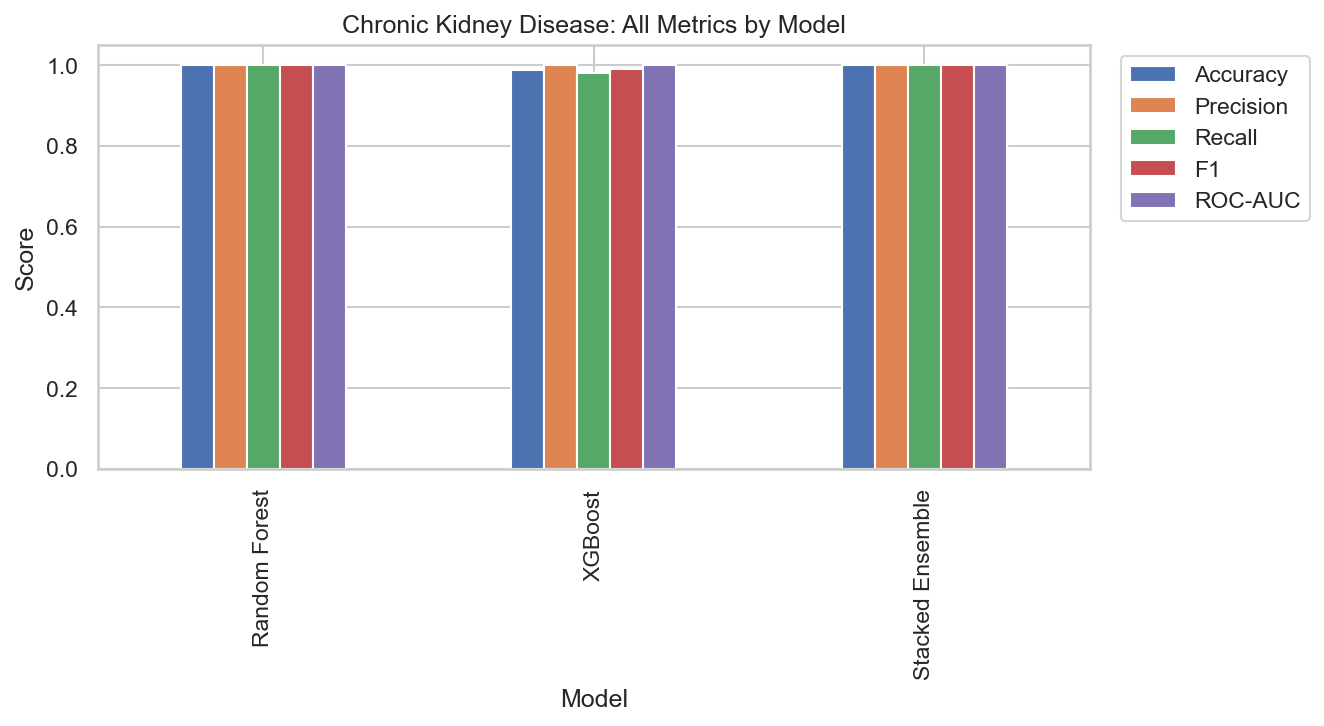 Chronic Kidney Disease: All Metrics by Model
Score
1.0
0.8
0.6
0.4
0.2
0.0
Random Forest
XGBoost
Stacked Ensemble
Model
Accuracy
Precision
Recall
F1
ROC-AUC